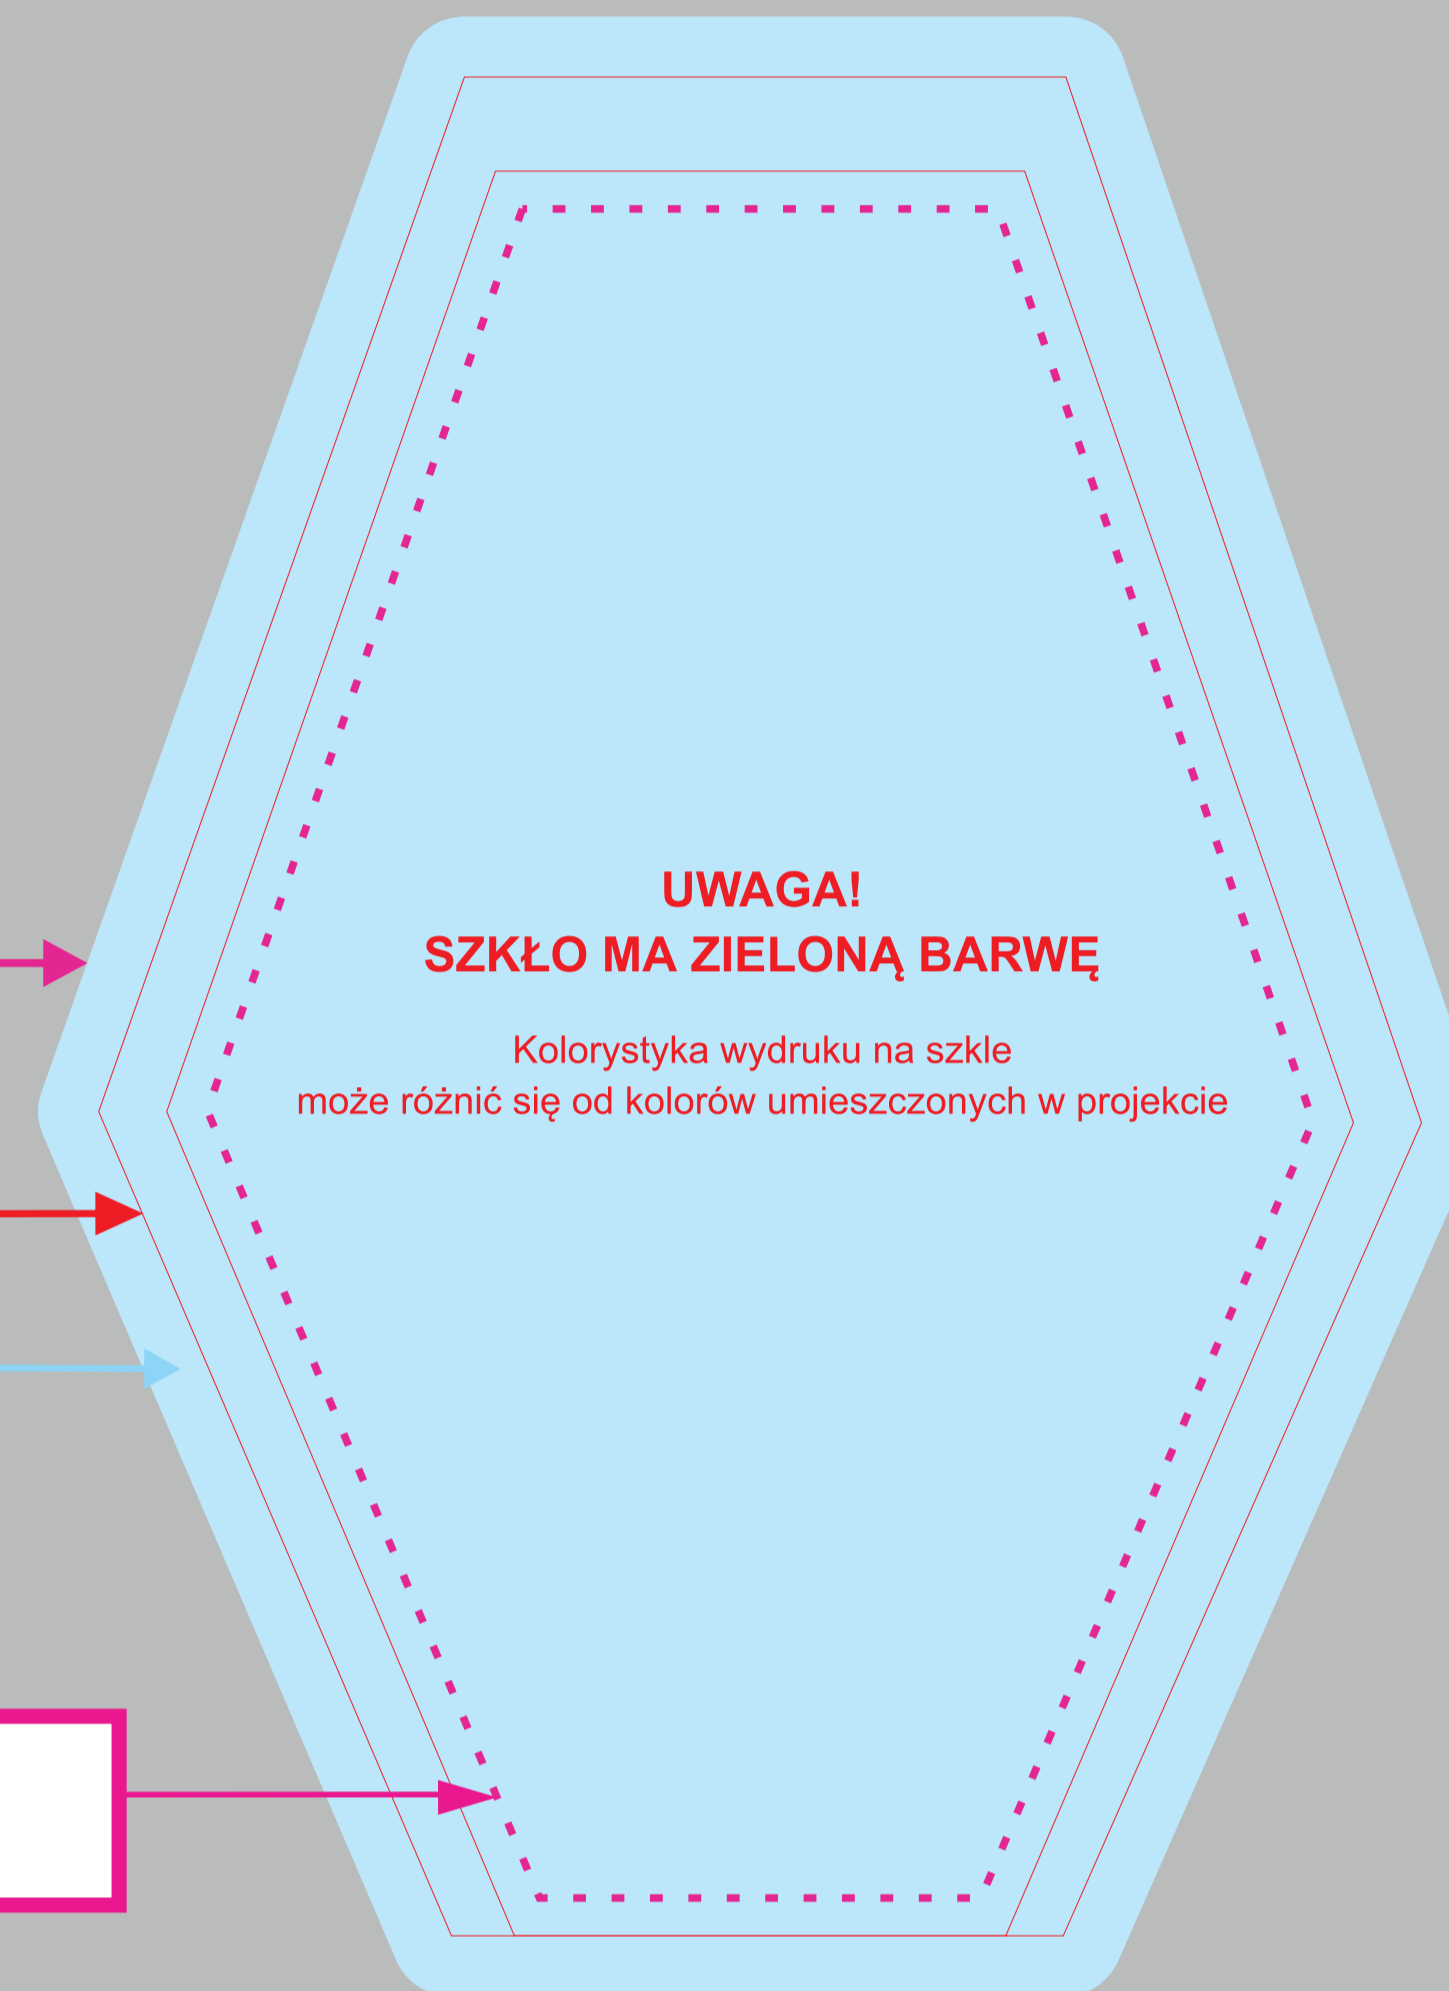 UWAGA!
SZKŁO MA ZIELONĄ BARWĘ
Kolorystyka wydruku na szkle
może różnić się od kolorów umieszczonych w projekcie